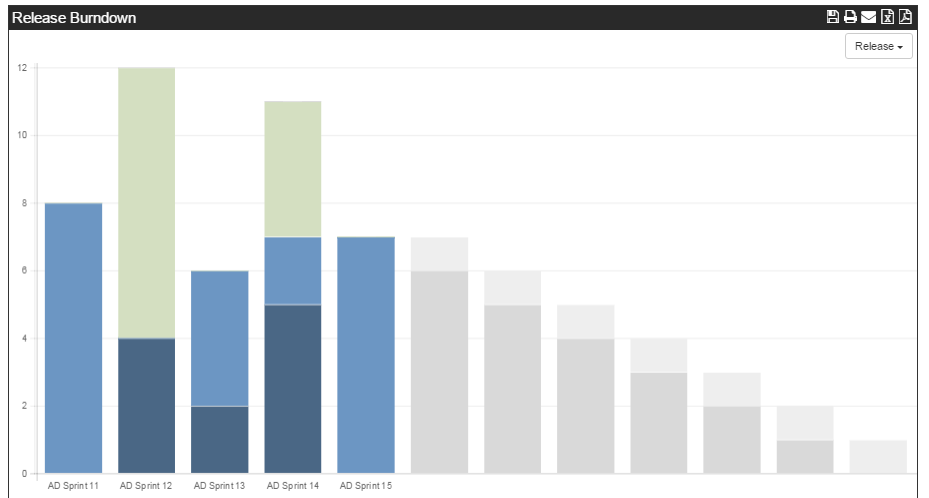 Release Burndown
Release
12
10
8
6
4
2
0
AD Sprint 11 AD Sprint 12 AD Sprint 13 AD Sprint 14 AD Sprint 15